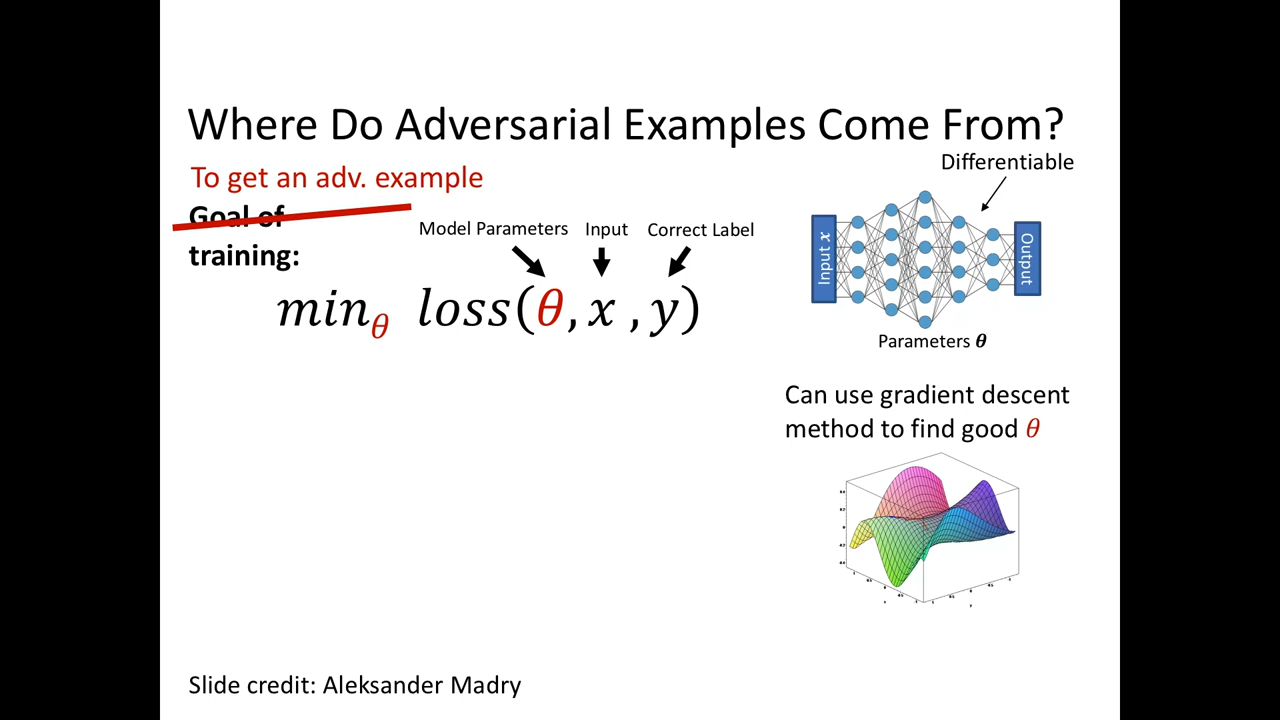 Where Do Adversarial Examples Come From?
To get an adv. example
Differentiable
Goal of
training:
Model Parameters Input Correct Label
min_θ loss(θ, x , y)
Input x
Output
Parameters θ
Can use gradient descent
method to find good θ
Slide credit: Aleksander Madry